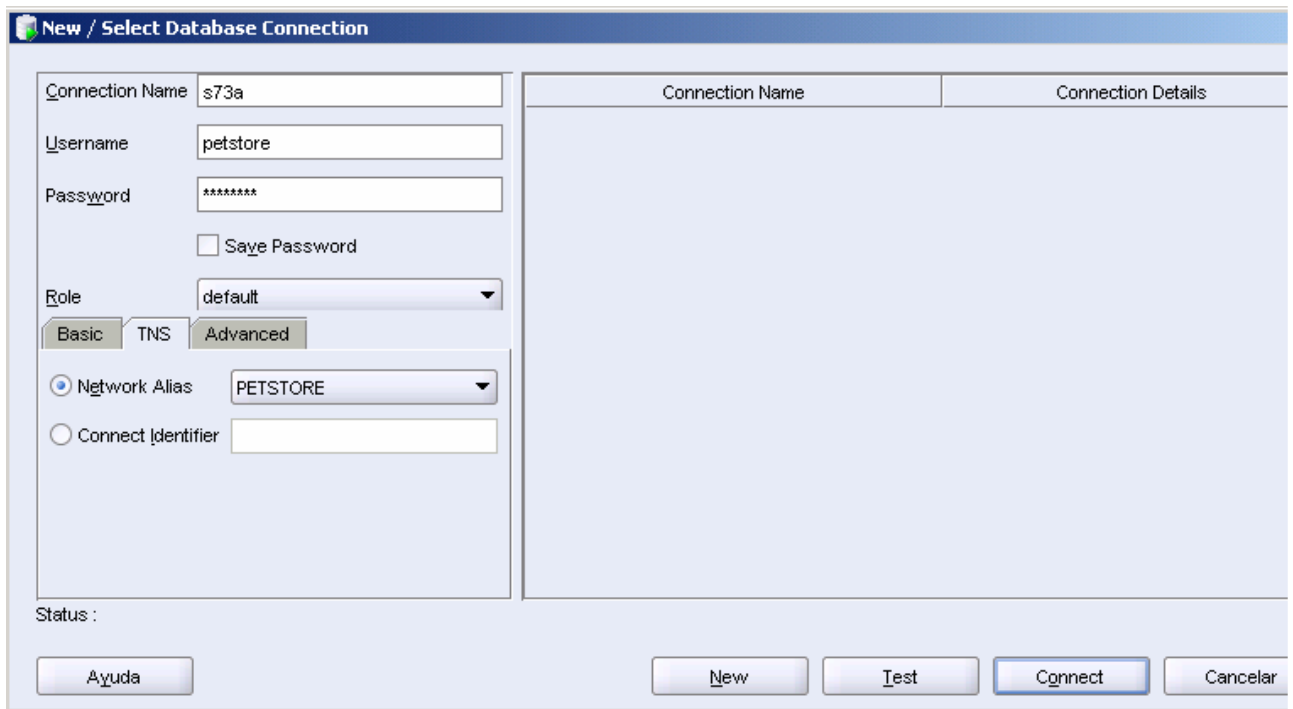 New / Select Database Connection
Connection Name s73a
Username petstore
Password ********
Save Password
Role default
Basic TNS Advanced
Network Alias PETSTORE
Connect Identifier
Connection Name Connection Details
Status :
Ayuda New Test Connect Cancelar